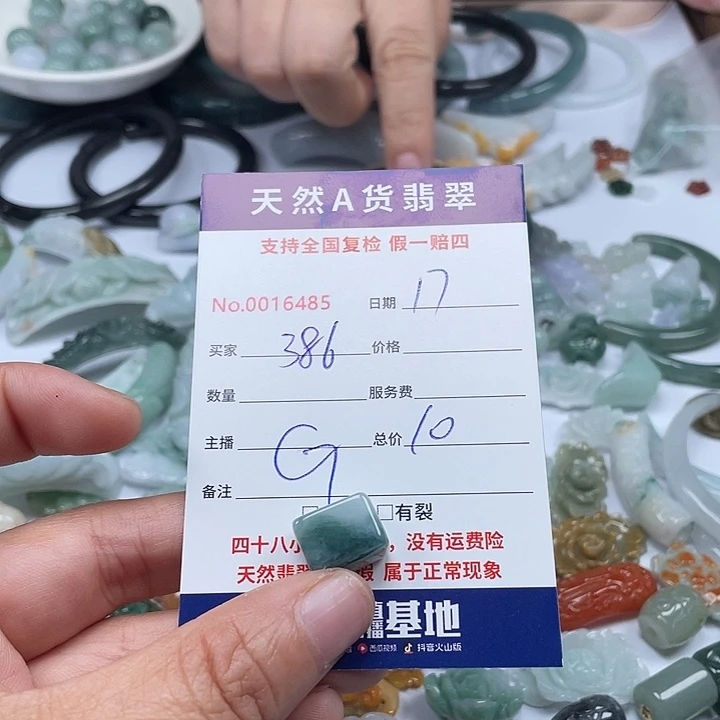 天然A货翡翠
支持全国复检 假一赔四
No.0016485 日期 17
买家 386 价格
数量 服务费
主播 G 总价 10
备注
□ □有裂
四十八小 ，没有运费险
天然翡翠 属于正常现象
播基地
西瓜视频 抖音火山版